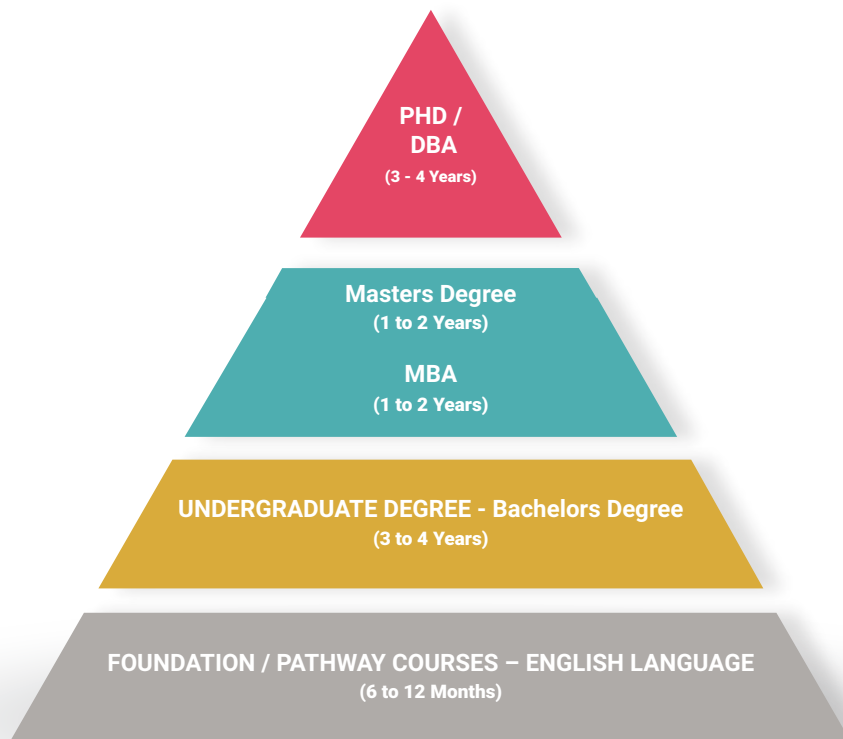 PHD /
DBA
(3 - 4 Years)
Masters Degree
(1 to 2 Years)
MBA
(1 to 2 Years)
UNDERGRADUATE DEGREE - Bachelors Degree
(3 to 4 Years)
FOUNDATION / PATHWAY COURSES – ENGLISH LANGUAGE
(6 to 12 Months)